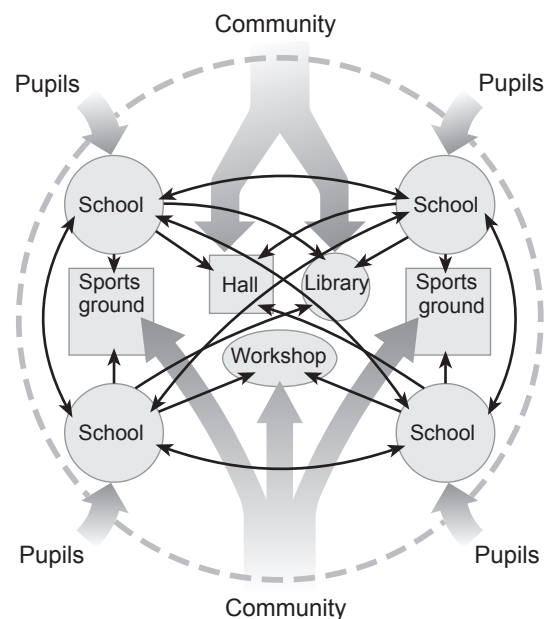 Community
Pupils
Pupils
School
School
Sports
ground
Hall
Library
Sports
ground
Workshop
School
School
Pupils
Pupils
Community